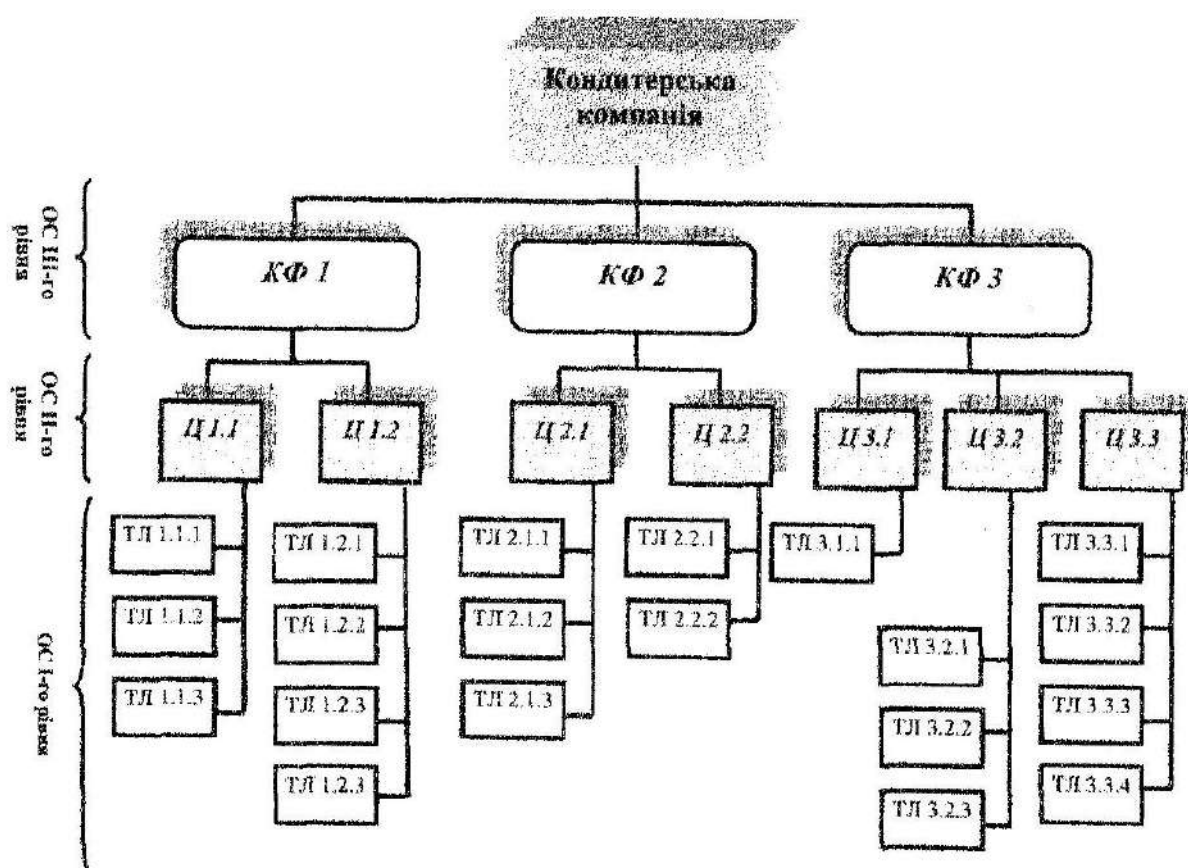 Кондитерська
компанія
ОС ІІІ-го
рівня
КФ 1
КФ 2
КФ 3
ОС ІІ-го
рівня
Ц 1.1
Ц 1.2
Ц 2.1
Ц 2.2
Ц 3.1
Ц 3.2
Ц 3.3
ОС І-го рівня
ТЛ 1.1.1
ТЛ 1.1.2
ТЛ 1.1.3
ТЛ 1.2.1
ТЛ 1.2.2
ТЛ 1.2.3
ТЛ 1.2.3
ТЛ 2.1.1
ТЛ 2.1.2
ТЛ 2.1.3
ТЛ 2.2.1
ТЛ 2.2.2
ТЛ 3.1.1
ТЛ 3.2.1
ТЛ 3.2.2
ТЛ 3.2.3
ТЛ 3.3.1
ТЛ 3.3.2
ТЛ 3.3.3
ТЛ 3.3.4